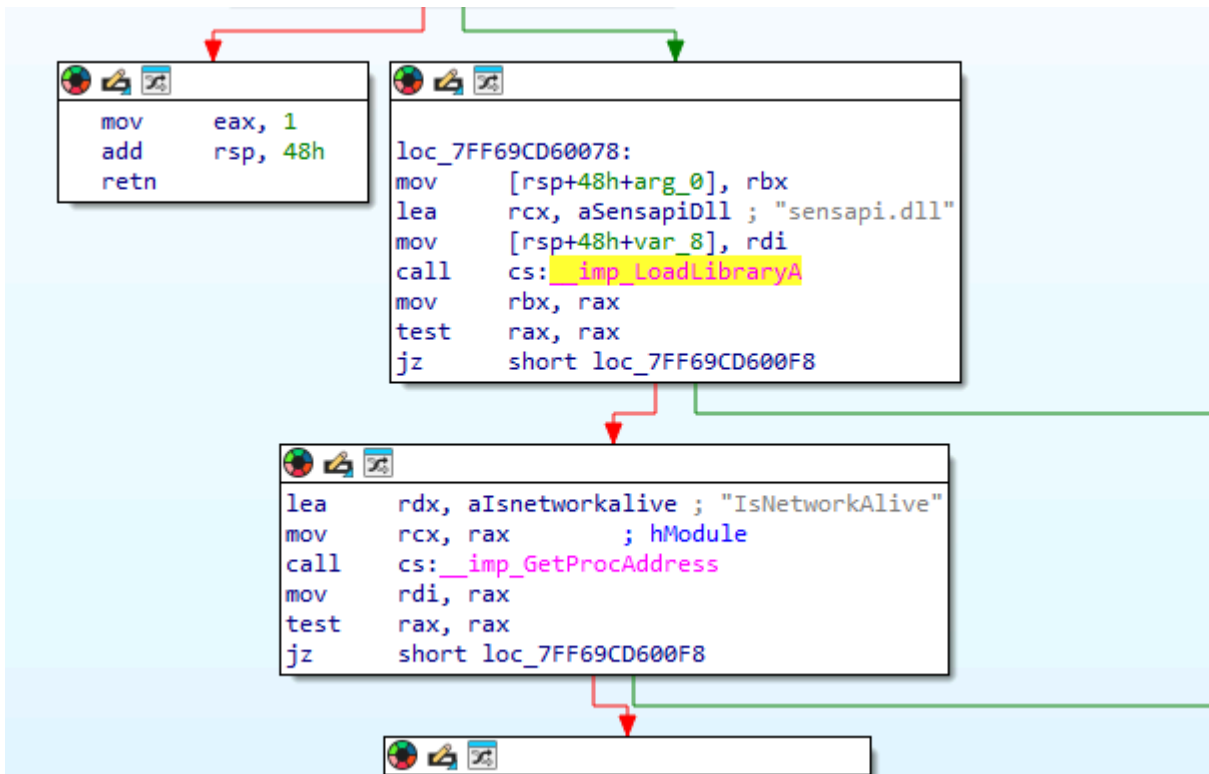 mov eax, 1
add rsp, 48h
retn
loc_7FF69CD60078:
mov [rsp+48h+arg_0], rbx
lea rcx, aSensapiDll ; "sensapi.dll"
mov [rsp+48h+var_8], rdi
call cs:__imp_LoadLibraryA
mov rbx, rax
test rax, rax
jz short loc_7FF69CD600F8
lea rdx, aIsnetworkalive ; "IsNetworkAlive"
mov rcx, rax ; hModule
call cs:__imp_GetProcAddress
mov rdi, rax
test rax, rax
jz short loc_7FF69CD600F8